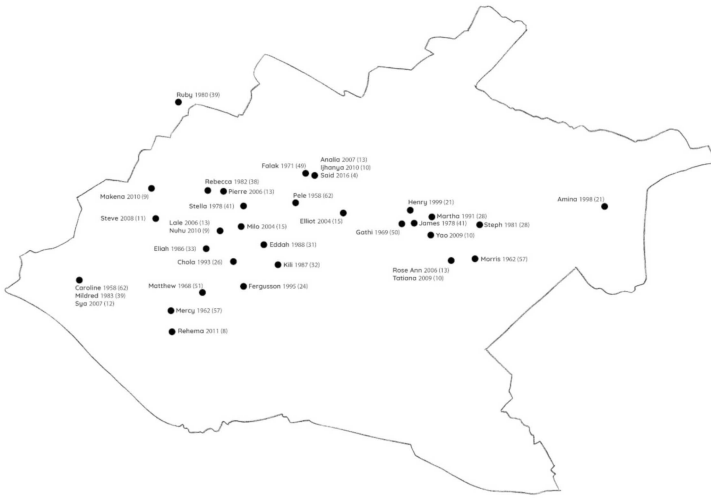 Ruby 1980 (39)
Analia 2007 (13)
Ijhanya 2010 (10)
Said 2016 (4)
Falak 1971 (49)
Rebecca 1982 (38)
Pierre 2006 (13)
Makena 2010 (9)
Stella 1978 (41)
Pele 1958 (62)
Amina 1998 (21)
Henry 1999 (21)
Steve 2008 (11)
Lale 2006 (13)
Nuhu 2010 (9)
Milo 2004 (15)
Elliot 2004 (15)
Martha 1991 (28)
Gathi 1969 (50)
James 1978 (41)
Steph 1981 (28)
Yao 2009 (10)
Eliah 1986 (33)
Eddah 1988 (31)
Chola 1993 (26)
Kili 1987 (32)
Morris 1962 (57)
Rose Ann 2006 (13)
Tatiana 2009 (10)
Caroline 1958 (62)
Mildred 1983 (39)
Sya 2007 (12)
Matthew 1968 (51)
Fergusson 1995 (24)
Mercy 1962 (57)
Rehema 2011 (8)